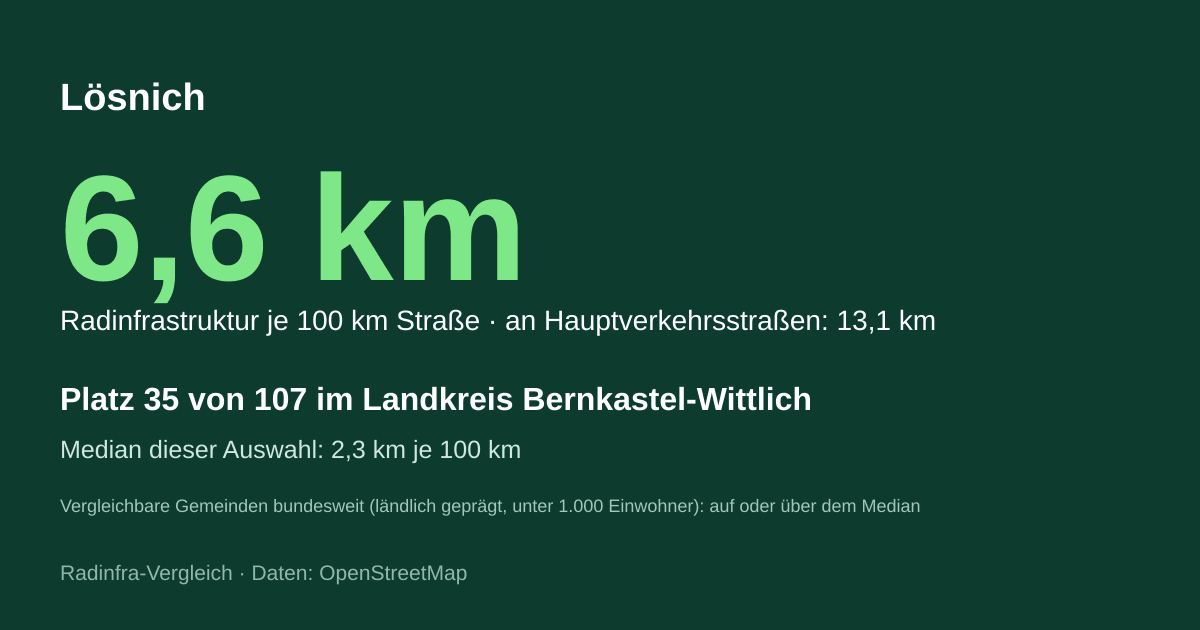 Lösnich
6,6 km
Radinfrastruktur je 100 km Straße · an Hauptverkehrsstraßen: 13,1 km
Platz 35 von 107 im Landkreis Bernkastel-Wittlich
Median dieser Auswahl: 2,3 km je 100 km
Vergleichbare Gemeinden bundesweit (ländlich geprägt, unter 1.000 Einwohner): auf oder über dem Median
Radinfra-Vergleich · Daten: OpenStreetMap